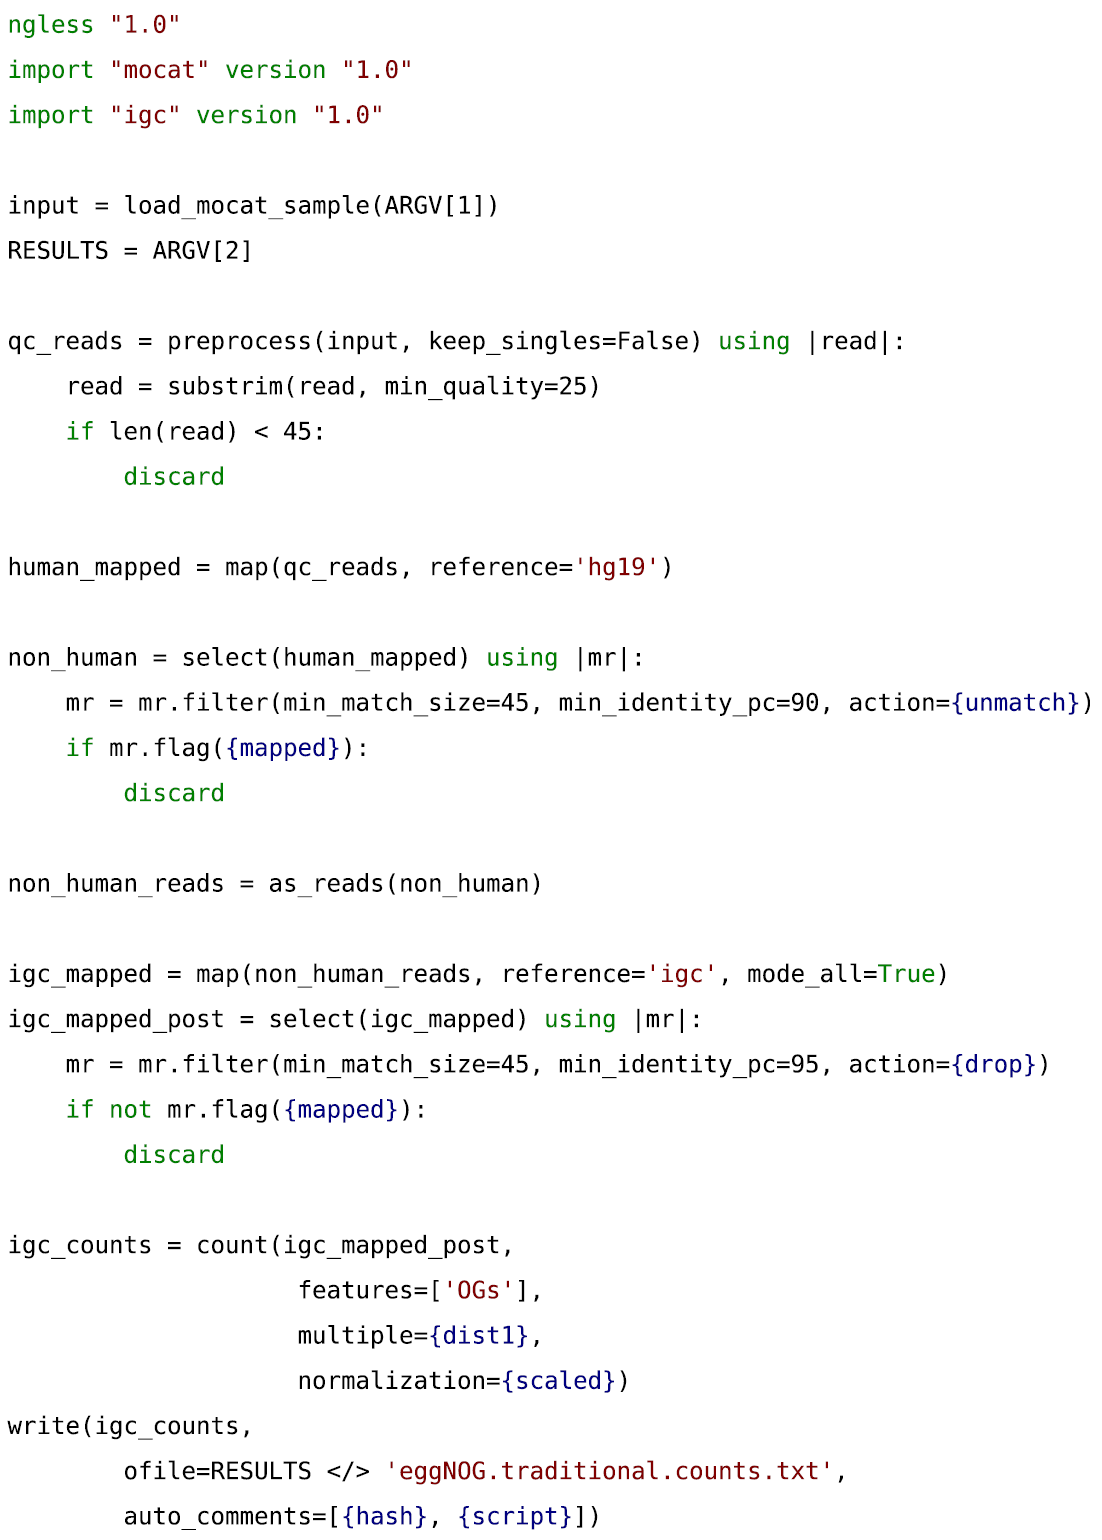 ngless "1.0"
import "mocat" version "1.0"
import "igc" version "1.0"

input = load_mocat_sample(ARGV[1])
RESULTS = ARGV[2]

qc_reads = preprocess(input, keep_singles=False) using |read|:
    read = substrim(read, min_quality=25)
    if len(read) < 45:
        discard

human_mapped = map(qc_reads, reference='hg19')

non_human = select(human_mapped) using |mr|:
    mr = mr.filter(min_match_size=45, min_identity_pc=90, action={unmatch})
    if mr.flag({mapped}):
        discard

non_human_reads = as_reads(non_human)

igc_mapped = map(non_human_reads, reference='igc', mode_all=True)
igc_mapped_post = select(igc_mapped) using |mr|:
    mr = mr.filter(min_match_size=45, min_identity_pc=95, action={drop})
    if not mr.flag({mapped}):
        discard

igc_counts = count(igc_mapped_post,
                    features=['OGs'],
                    multiple={dist1},
                    normalization={scaled})
write(igc_counts,
        ofile=RESULTS </> 'eggNOG.traditional.counts.txt',
        auto_comments=[{hash}, {script}])